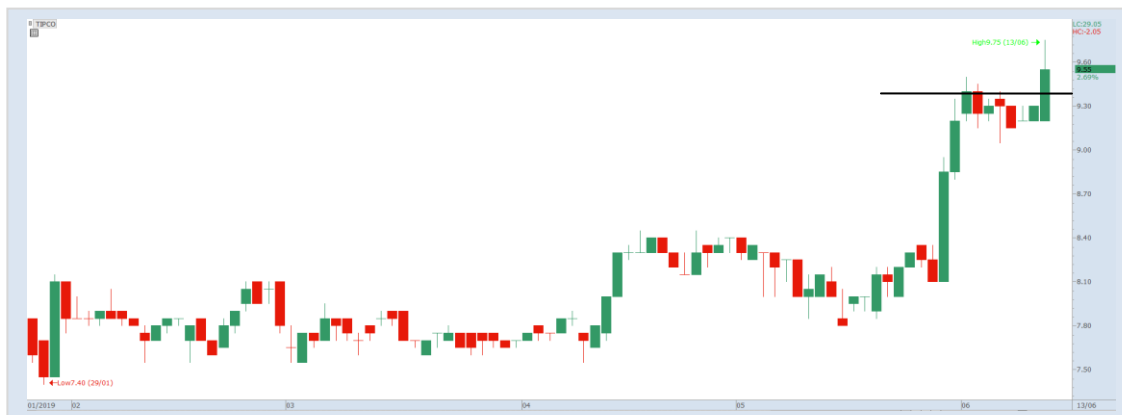 TIPCO
LC:29.05
HC:-2.05
High9.75 (13/06)
9.60
9.55
2.69%
9.30
9.00
8.70
8.40
8.10
7.80
7.50
Low7.40 (29/01)
01/2019 02 03 04 05 06 13/06